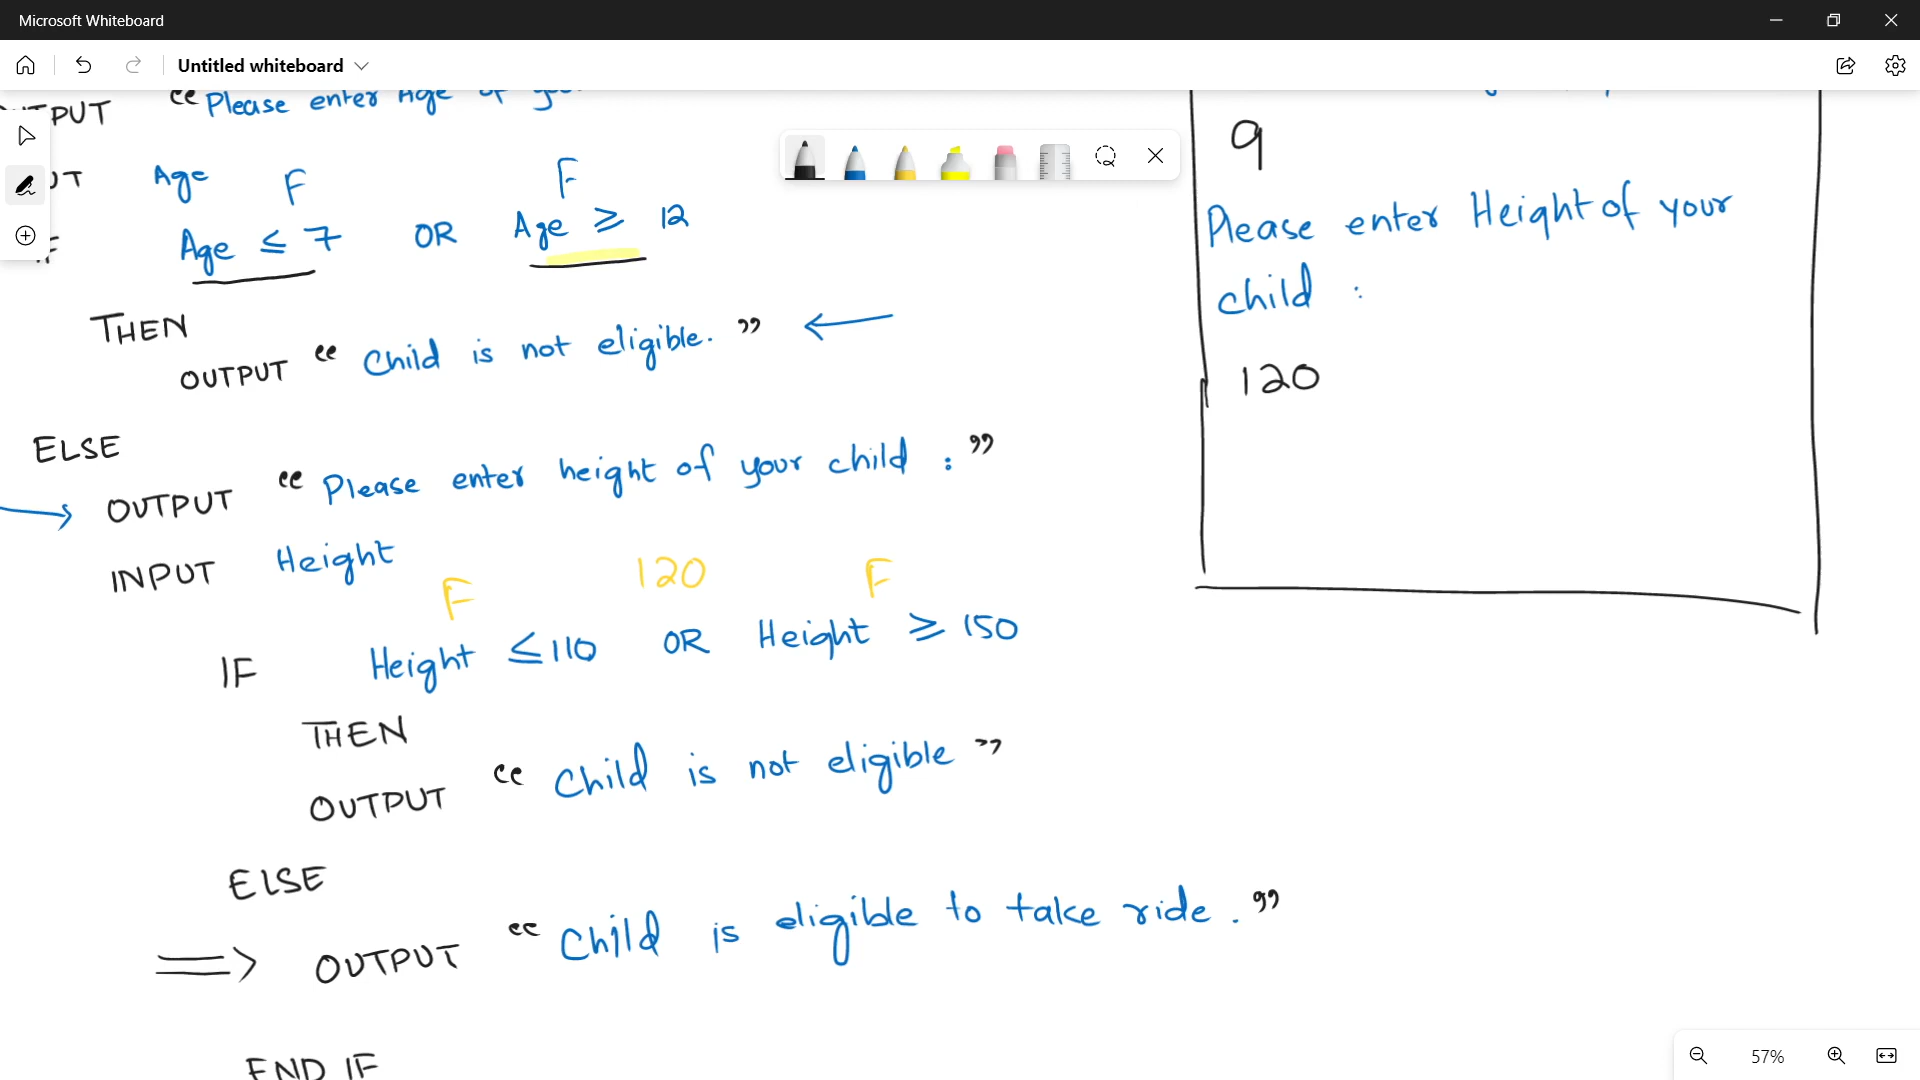 Microsoft Whiteboard
Untitled whiteboard
PUT “ Please enter Age of
Age
F F
Age ≤ 7 OR Age ≥ 12
THEN
OUTPUT “ Child is not eligible. ”
ELSE
OUTPUT “ Please enter height of your child : ”
INPUT Height
F 120 F
IF Height ≤ 110 OR Height ≥ 150
THEN
OUTPUT “ Child is not eligible ”
ELSE
OUTPUT “ Child is eligible to take ride. ”
END IF
9
Please enter Height of your
child :
120
57%